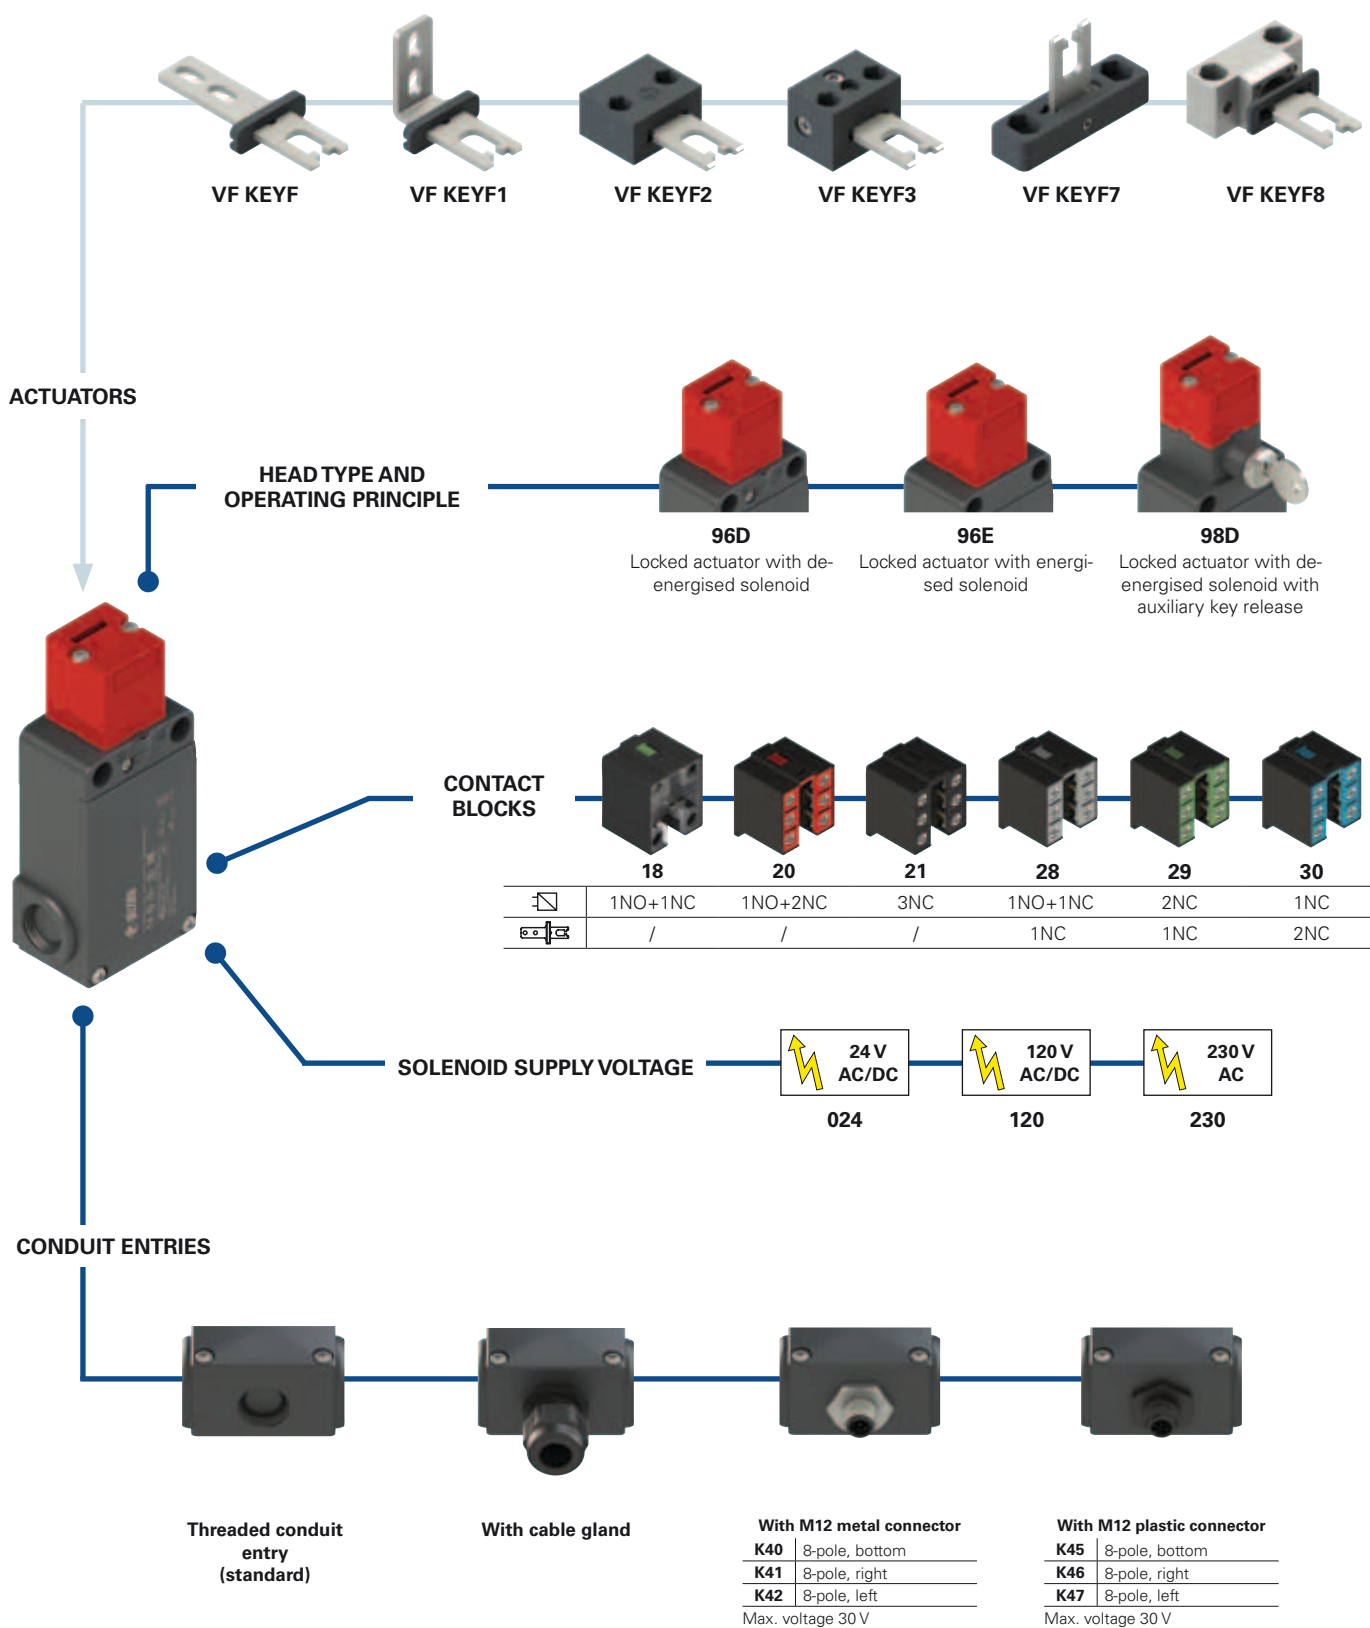 VF KEYF
VF KEYF1
VF KEYF2
VF KEYF3
VF KEYF7
VF KEYF8
ACTUATORS
HEAD TYPE AND
OPERATING PRINCIPLE
96D
Locked actuator with de-
energised solenoid
96E
Locked actuator with energi-
sed solenoid
98D
Locked actuator with de-
energised solenoid with
auxiliary key release
CONTACT
BLOCKS
18 20 21 28 29 30
1NO+1NC 1NO+2NC 3NC 1NO+1NC 2NC 1NC
/ / / 1NC 1NC 2NC
SOLENOID SUPPLY VOLTAGE
24 V
AC/DC
024
120 V
AC/DC
120
230 V
AC
230
CONDUIT ENTRIES
Threaded conduit
entry
(standard)
With cable gland
With M12 metal connector
K40 8-pole, bottom
K41 8-pole, right
K42 8-pole, left
Max. voltage 30 V
With M12 plastic connector
K45 8-pole, bottom
K46 8-pole, right
K47 8-pole, left
Max. voltage 30 V